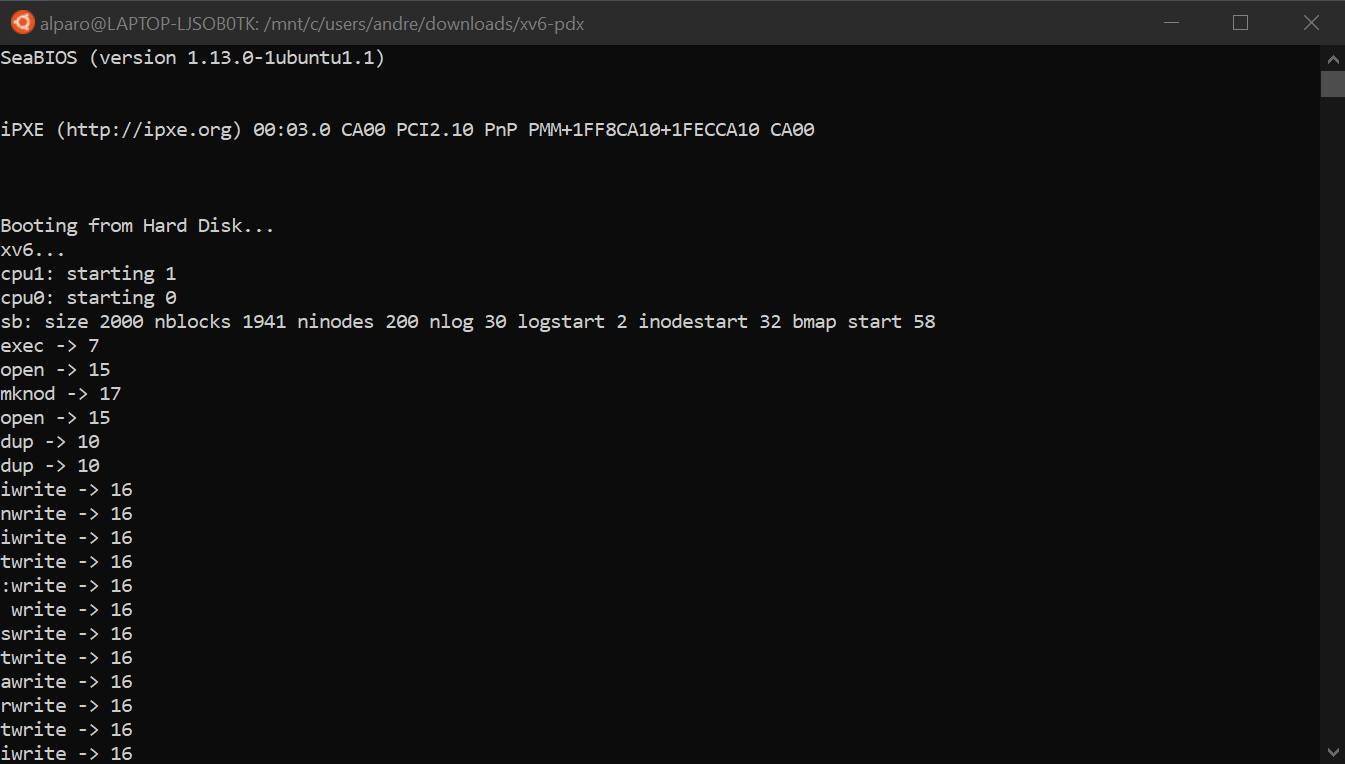 alparo@LAPTOP-LJSOB0TK: /mnt/c/users/andre/downloads/xv6-pdx
SeaBIOS (version 1.13.0-1ubuntu1.1)
iPXE (http://ipxe.org) 00:03.0 CA00 PCI2.10 PnP PMM+1FF8CA10+1FECCA10 CA00
Booting from Hard Disk...
xv6...
cpu1: starting 1
cpu0: starting 0
sb: size 2000 nblocks 1941 ninodes 200 nlog 30 logstart 2 inodestart 32 bmap start 58
exec -> 7
open -> 15
mknod -> 17
open -> 15
dup -> 10
dup -> 10
iwrite -> 16
nwrite -> 16
iwrite -> 16
twrite -> 16
:write -> 16
 write -> 16
swrite -> 16
twrite -> 16
awrite -> 16
rwrite -> 16
twrite -> 16
iwrite -> 16